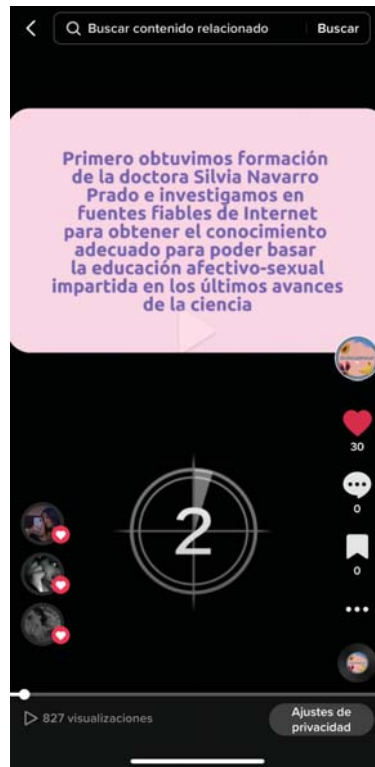 Buscar contenido relacionado
Buscar
Primero obtuvimos formación
de la doctora Silvia Navarro
Prado e investigamos en
fuentes fiables de Internet
para obtener el conocimiento
adecuado para poder basar
la educación afectivo-sexual
impartida en los últimos avances
de la ciencia
30
0
2
0
827 visualizaciones
Ajustes de
privacidad